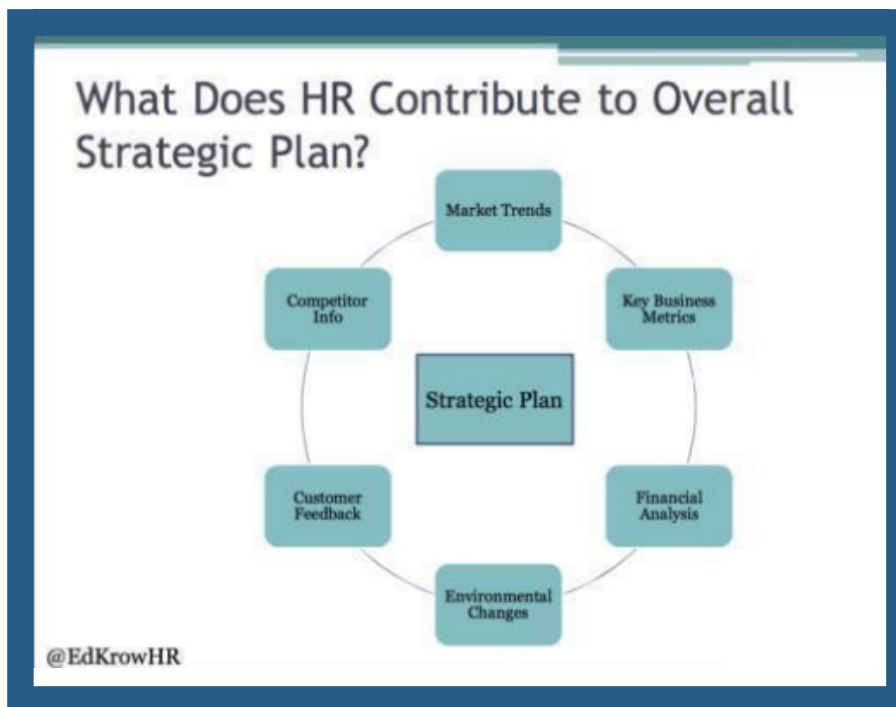 What Does HR Contribute to Overall
Strategic Plan?
Market Trends
Key Business
Metrics
Financial
Analysis
Environmental
Changes
Customer
Feedback
Competitor
Info
Strategic Plan
@EdKrowHR